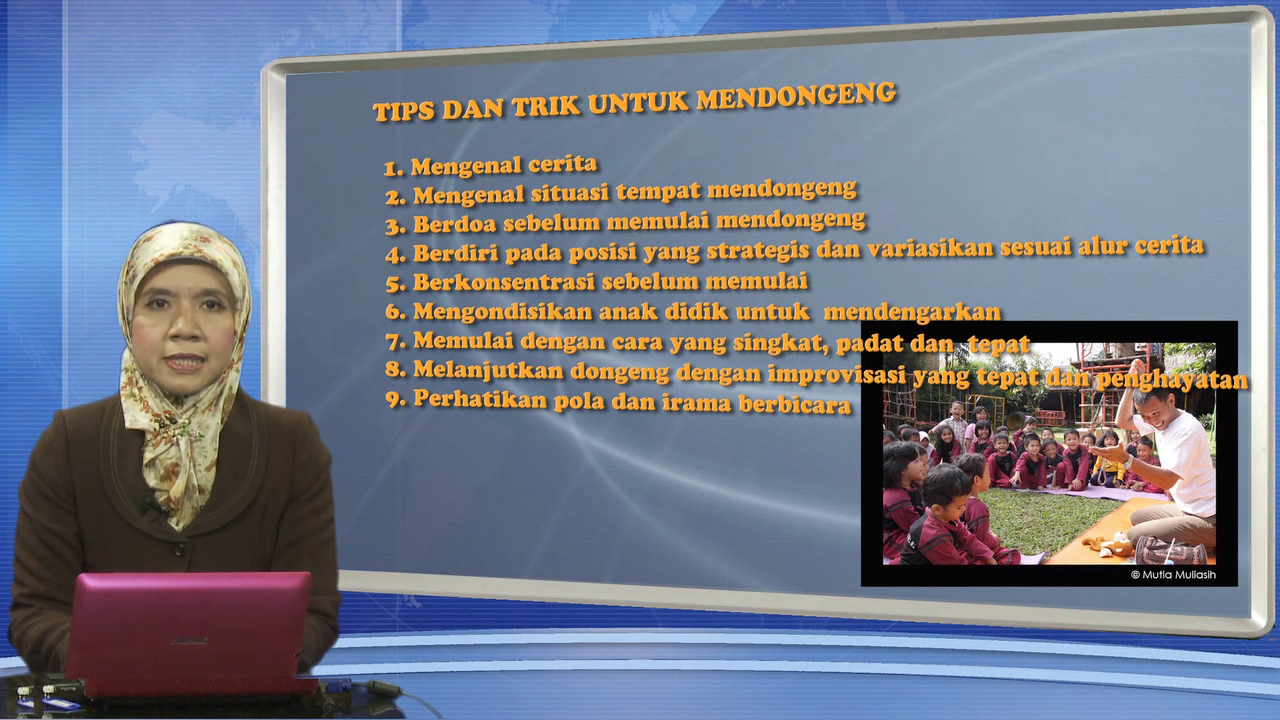 TIPS DAN TRIK UNTUK MENDONGENG
1. Mengenal cerita
2. Mengenal situasi tempat mendongeng
3. Berdoa sebelum memulai mendongeng
4. Berdiri pada posisi yang strategis dan variasikan sesuai alur cerita
5. Berkonsentrasi sebelum memulai
6. Mengondisikan anak didik untuk mendengarkan
7. Memulai dengan cara yang singkat, padat dan tepat
8. Melanjutkan dongeng dengan improvisasi yang tepat dan penghayatan
9. Perhatikan pola dan irama berbicara
© Mutia Muliasih